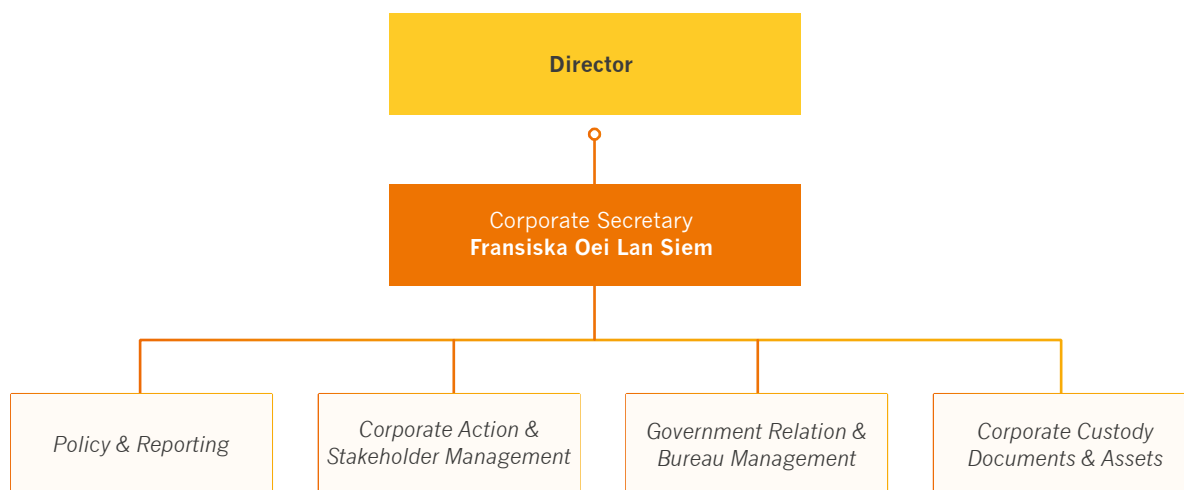 Director
Corporate Secretary
Fransiska Oei Lan Siem
Policy & Reporting
Corporate Action &
Stakeholder Management
Government Relation &
Bureau Management
Corporate Custody
Documents & Assets